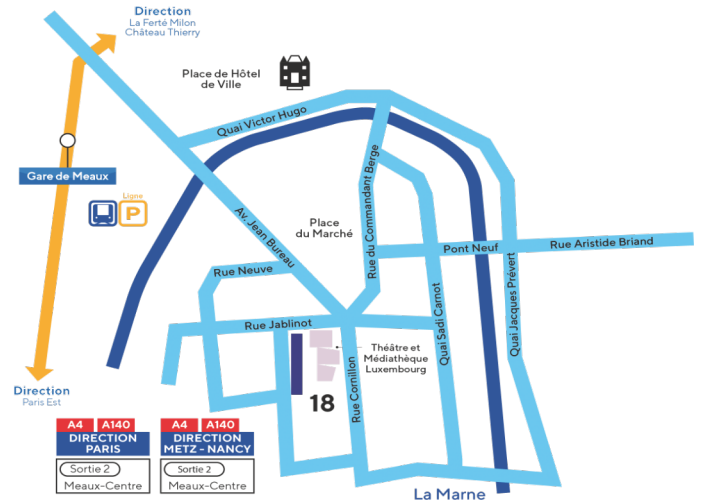 Direction
La Ferté Milon
Château Thierry
Place de Hôtel
de Ville
Quai Victor Hugo
Gare de Meaux
Ligne
P
Av. Jean Bureau
Place
du Marché
Rue du Commandant Berge
Pont Neuf
Rue Aristide Briand
Rue Neuve
Quai Sadi Carnot
Quai Jacques Prévert
Rue Jablinot
Théâtre et
Médiathèque
Luxembourg
Rue Cornillon
18
Direction
Paris Est
A4 A140
DIRECTION
PARIS
Sortie 2
Meaux-Centre
A4 A140
DIRECTION
METZ - NANCY
Sortie 2
Meaux-Centre
La Marne